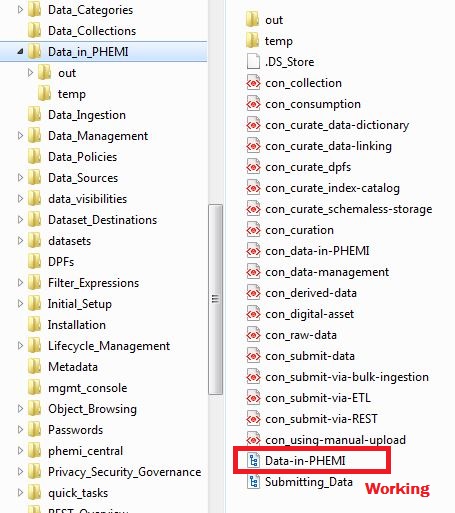 Data_Categories
Data_Collections
Data_in_PHEMI
out
temp
Data_Ingestion
Data_Management
Data_Policies
Data_Sources
data_visibilities
Dataset_Destinations
datasets
DPFs
Filter_Expressions
Initial_Setup
Installation
Lifecycle_Management
Metadata
mgmt_console
Object_Browsing
Passwords
phemi_central
Privacy_Security_Governance
quick_tasks
REST_Overview
out
temp
.DS_Store
con_collection
con_consumption
con_curate_data-dictionary
con_curate_data-linking
con_curate_dpfs
con_curate_index-catalog
con_curate_schemaless-storage
con_curation
con_data-in-PHEMI
con_data-management
con_derived-data
con_digital-asset
con_raw-data
con_submit-data
con_submit-via-bulk-ingestion
con_submit-via-ETL
con_submit-via-REST
con_using-manual-upload
Data-in-PHEMI
Submitting_Data
Working